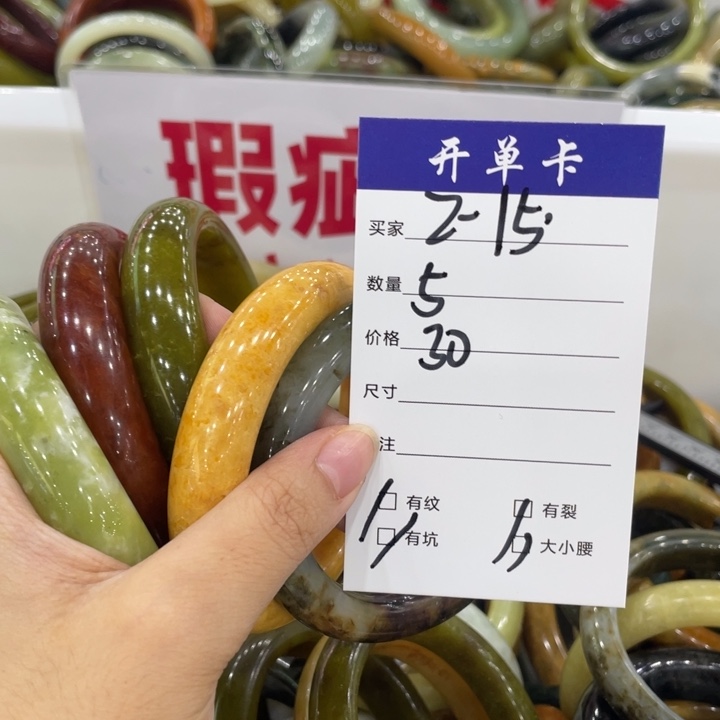 瑕疵
开单卡
买家 2-15
数量 5
价格 30
尺寸
注
有纹 有裂
有坑 大小腰